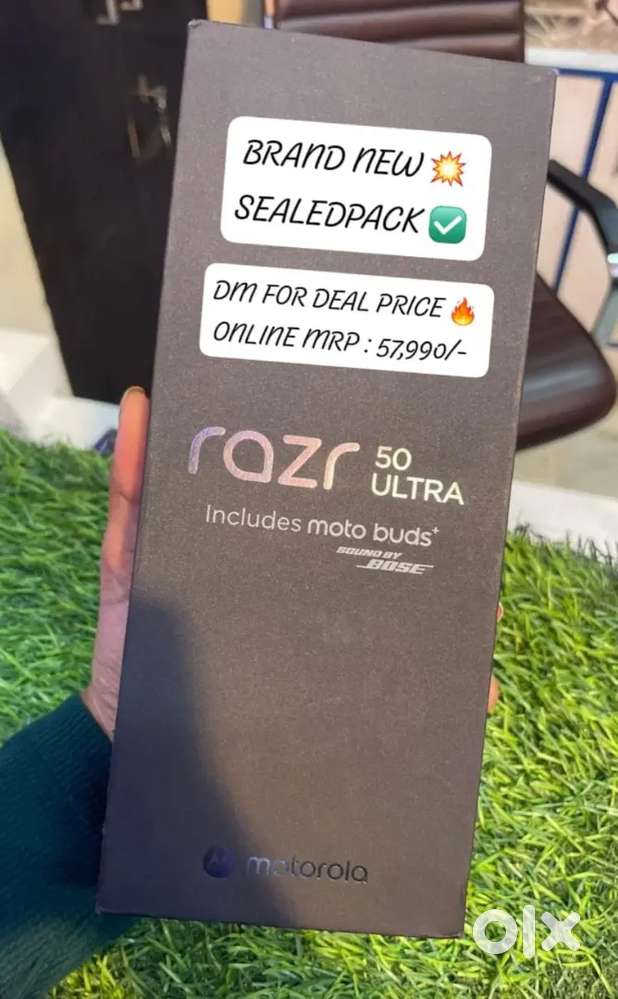 BRAND NEW 💥
SEALEDPACK ✅
DM FOR DEAL PRICE 🔥
ONLINE MRP : 57,990/-
razr 50
ULTRA
Includes moto buds+
SOUND BY
BOSE
motorola
olx